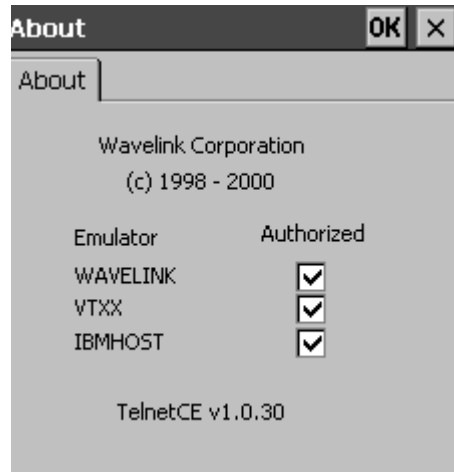 About OK ×
About
Wavelink Corporation
(c) 1998 - 2000
Emulator Authorized
WAVELINK
VTXX
IBMHOST
TelnetCE v1.0.30